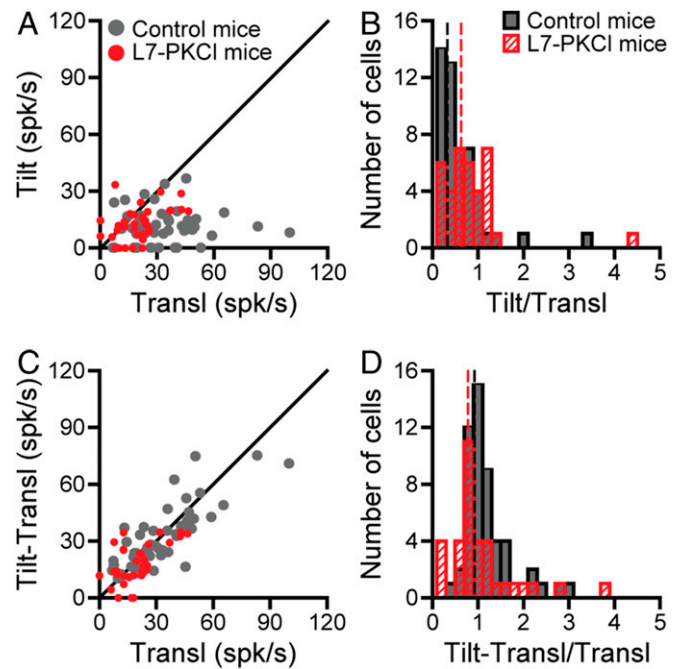 A
Control mice
L7-PKCI mice
Tilt (spk/s)
120
90
60
30
0
0 30 60 90 120
Transl (spk/s)
B
Control mice
L7-PKCI mice
Number of cells
16
12
8
4
0
0 1 2 3 4 5
Tilt/Transl
C
Tilt-Transl (spk/s)
120
90
60
30
0
0 30 60 90 120
Transl (spk/s)
D
Number of cells
16
12
8
4
0
0 1 2 3 4 5
Tilt-Transl/Transl